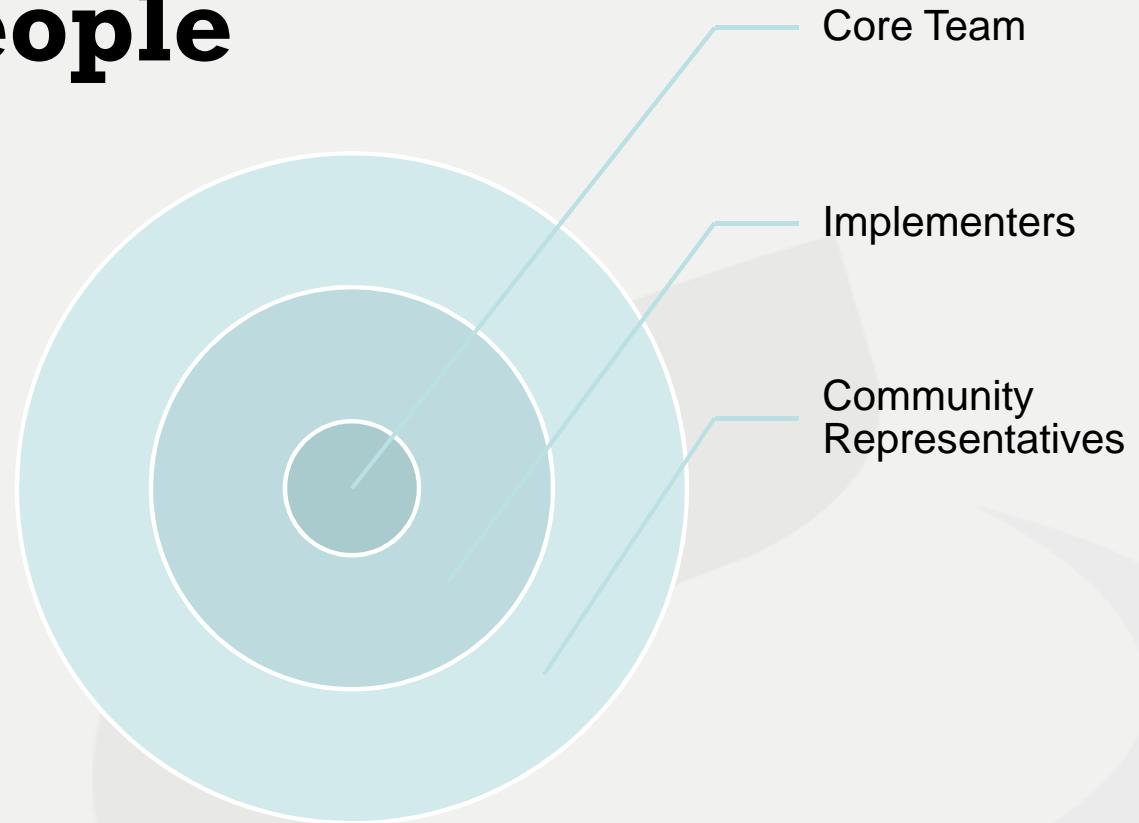 eople
Core Team
Implementers
Community
Representatives